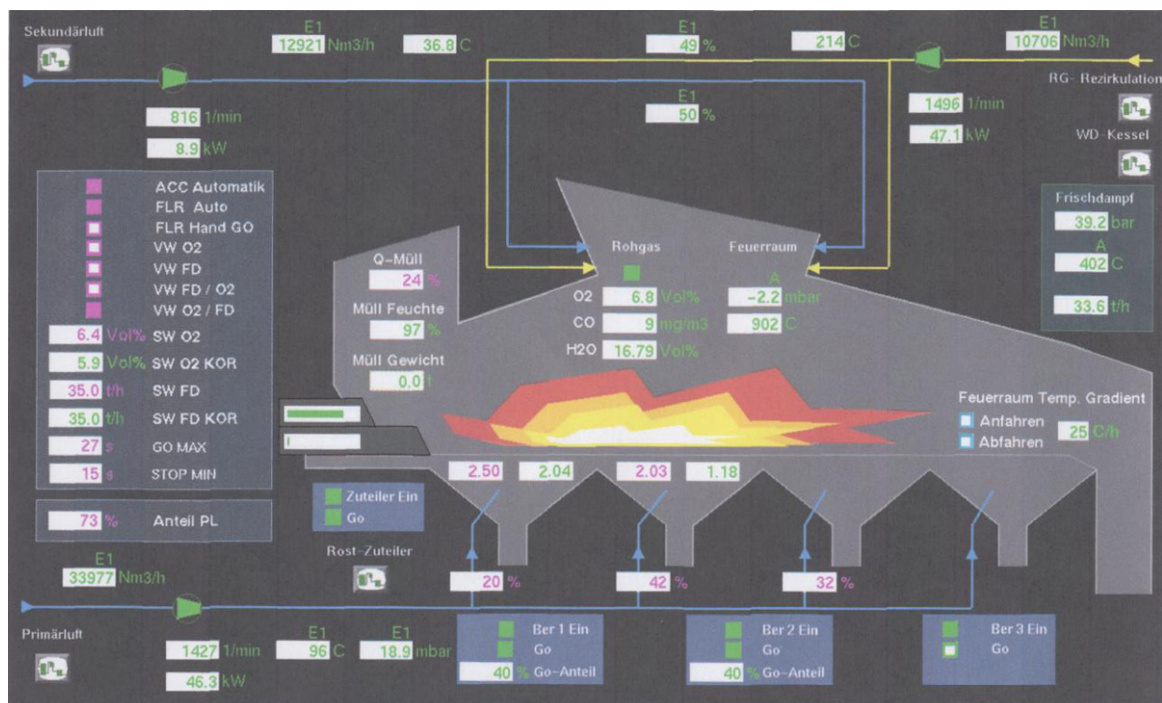 Sekundärluft
E1
12921 Nm3/h
36.8 C
E1
49 %
214 C
E1
10706 Nm3/h
RG- Rezirkulation
816 1/min
8.9 kW
E1
50 %
1496 1/min
47.1 kW
WD-Kessel
ACC Automatik
FLR Auto
FLR Hand GO
VW O2
VW FD
VW FD / O2
VW O2 / FD
6.4 Vol% SW O2
5.9 Vol% SW O2 KOR
35.0 t/h SW FD
35.0 t/h SW FD KOR
27 s GO MAX
15 s STOP MIN
73 % Anteil PL
Frischdampf
39.2 bar
A
402 C
33.6 t/h
Q-Müll
24 %
Müll Feuchte
97 %
Müll Gewicht
0.0 t
Rohgas
Feuerraum
A
O2 6.8 Vol%
-2.2 mbar
CO 9 mg/m3
902 C
H2O 16.79 Vol%
Feuerraum Temp. Gradient
Anfahren
Abfahren
25 C/h
2.50 2.04 2.03 1.18
Zuteiler Ein
Go
Rost-Zuteiler
E1
33977 Nm3/h
20 %
42 %
32 %
Primärluft
1427 1/min
46.3 kW
E1
96 C
E1
18.9 mbar
Ber 1 Ein
Go
40 % Go-Anteil
Ber 2 Ein
Go
40 % Go-Anteil
Ber 3 Ein
Go